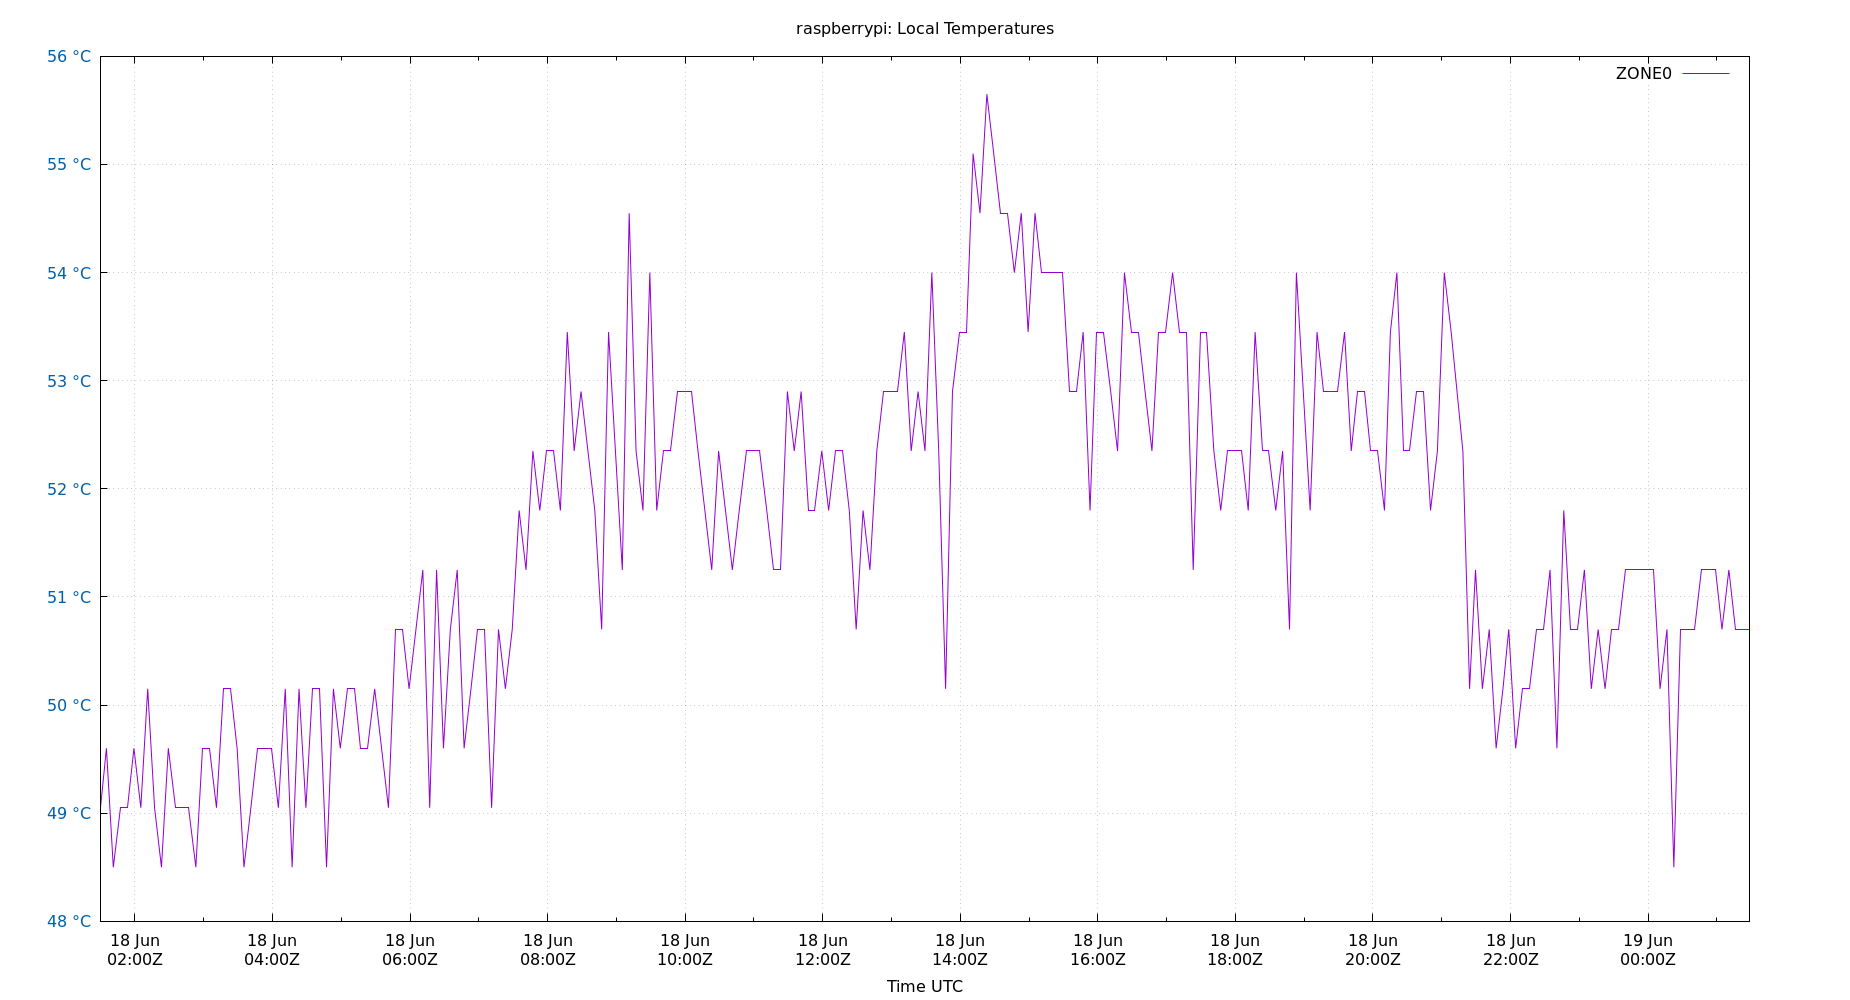 raspberrypi: Local Temperatures
56 °C
ZONE0
55 °C
54 °C
53 °C
52 °C
51 °C
50 °C
49 °C
48 °C
18 Jun 18 Jun 18 Jun 18 Jun 18 Jun 18 Jun 18 Jun 18 Jun 18 Jun 18 Jun 18 Jun 19 Jun
02:00Z 04:00Z 06:00Z 08:00Z 10:00Z 12:00Z 14:00Z 16:00Z 18:00Z 20:00Z 22:00Z 00:00Z
Time UTC